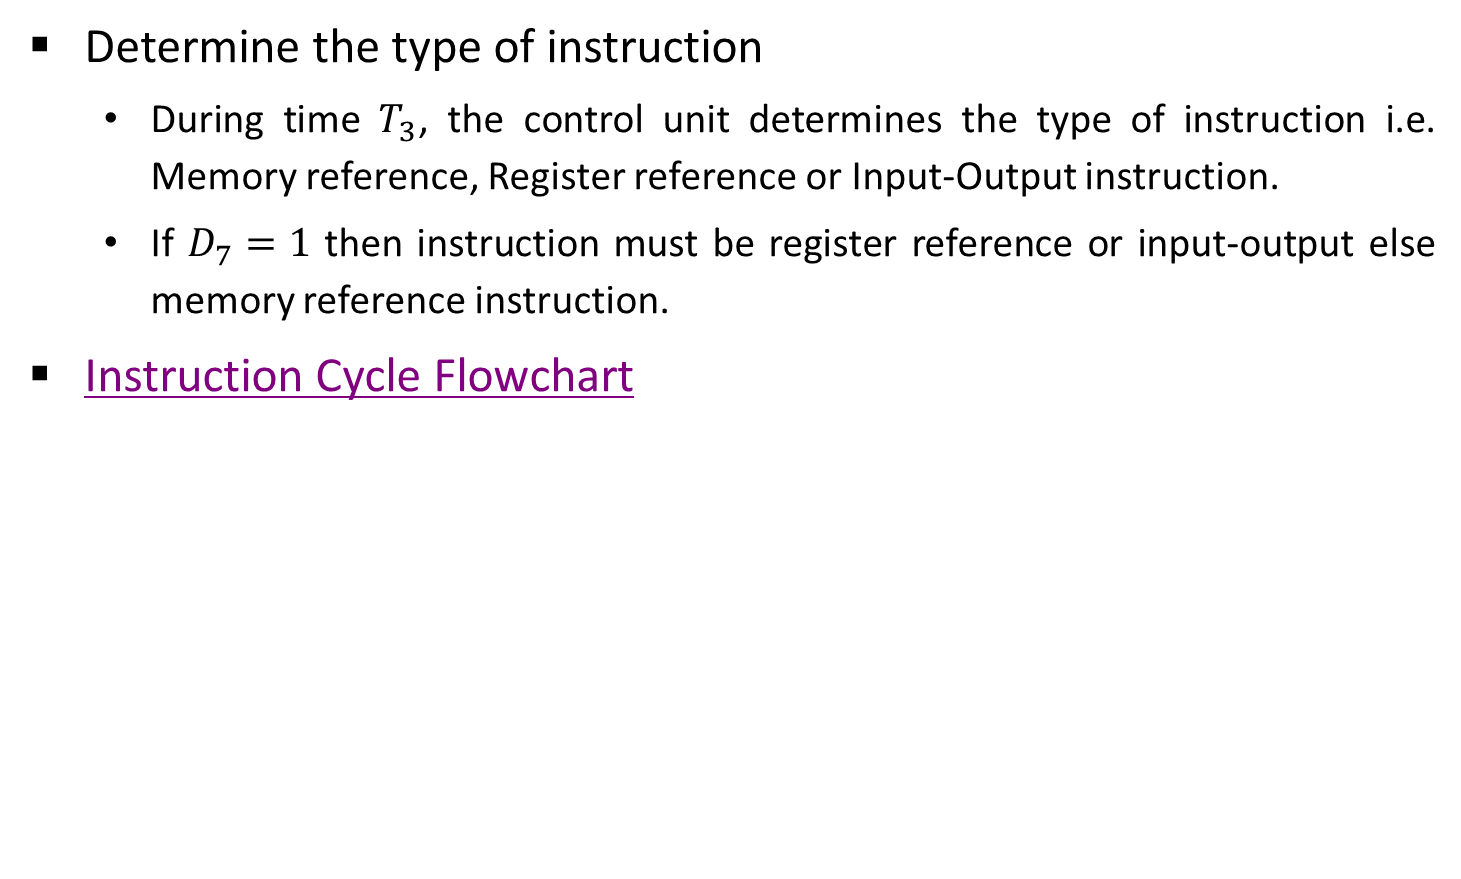 ▪ Determine the type of instruction
• During time T₃, the control unit determines the type of instruction i.e.
Memory reference, Register reference or Input-Output instruction.
• If D₇ = 1 then instruction must be register reference or input-output else
memory reference instruction.
▪ Instruction Cycle Flowchart